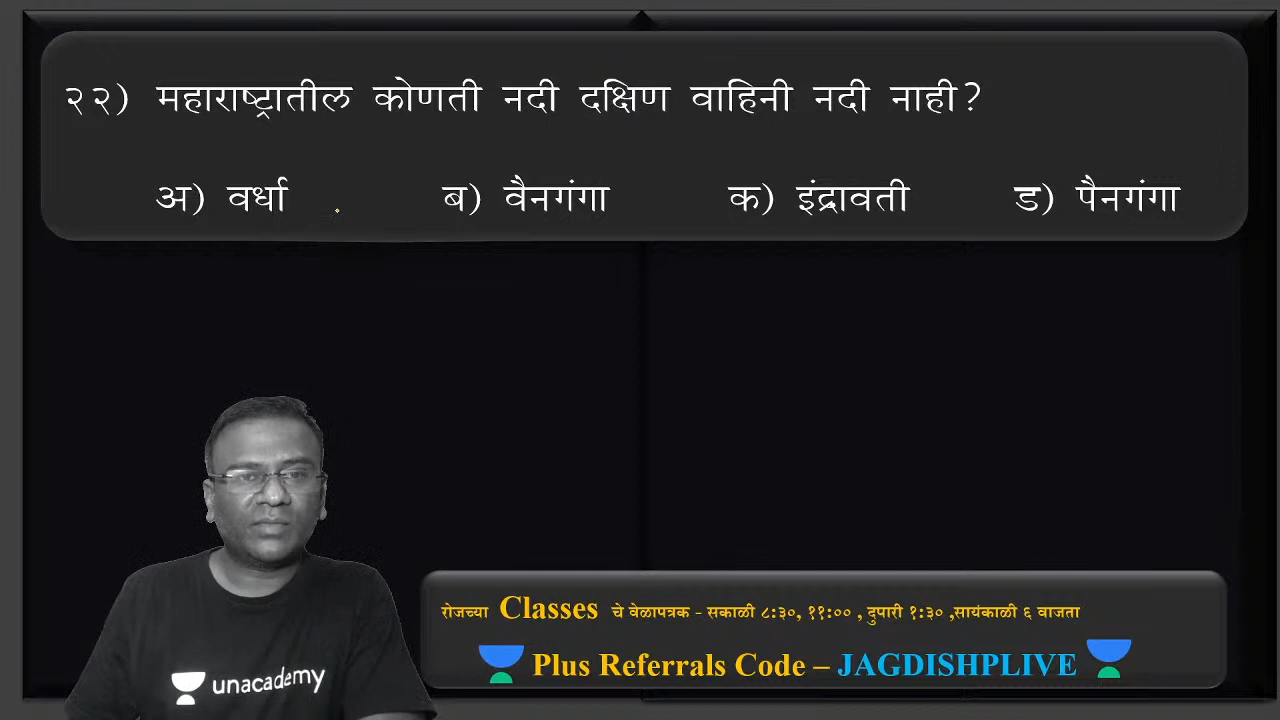 २२) महाराष्ट्रातील कोणती नदी दक्षिण वाहिनी नदी नाही?
अ) वर्धा ब) वैनगंगा क) इंद्रावती ड) पैनगंगा
unacademy
रोजच्या Classes चे वेळापत्रक - सकाळी ८:३०, ११:०० , दुपारी १:३० ,सायंकाळी ६ वाजता
Plus Referrals Code – JAGDISHPLIVE